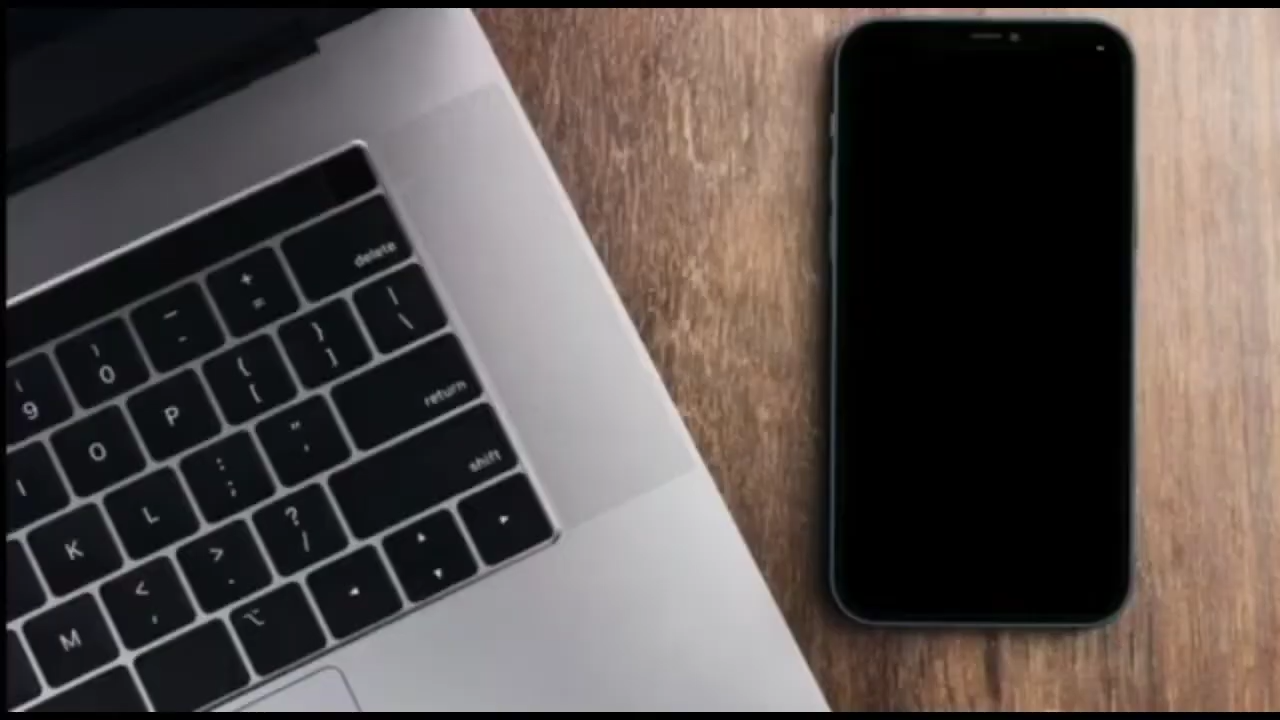 + =
delete
( 9
) 0
— -
I
O
P
{ [
} ]
| \
return
K
L
: ;
" '
shift
M
< ,
> .
? /
⌥
◄
▲ ▼
►